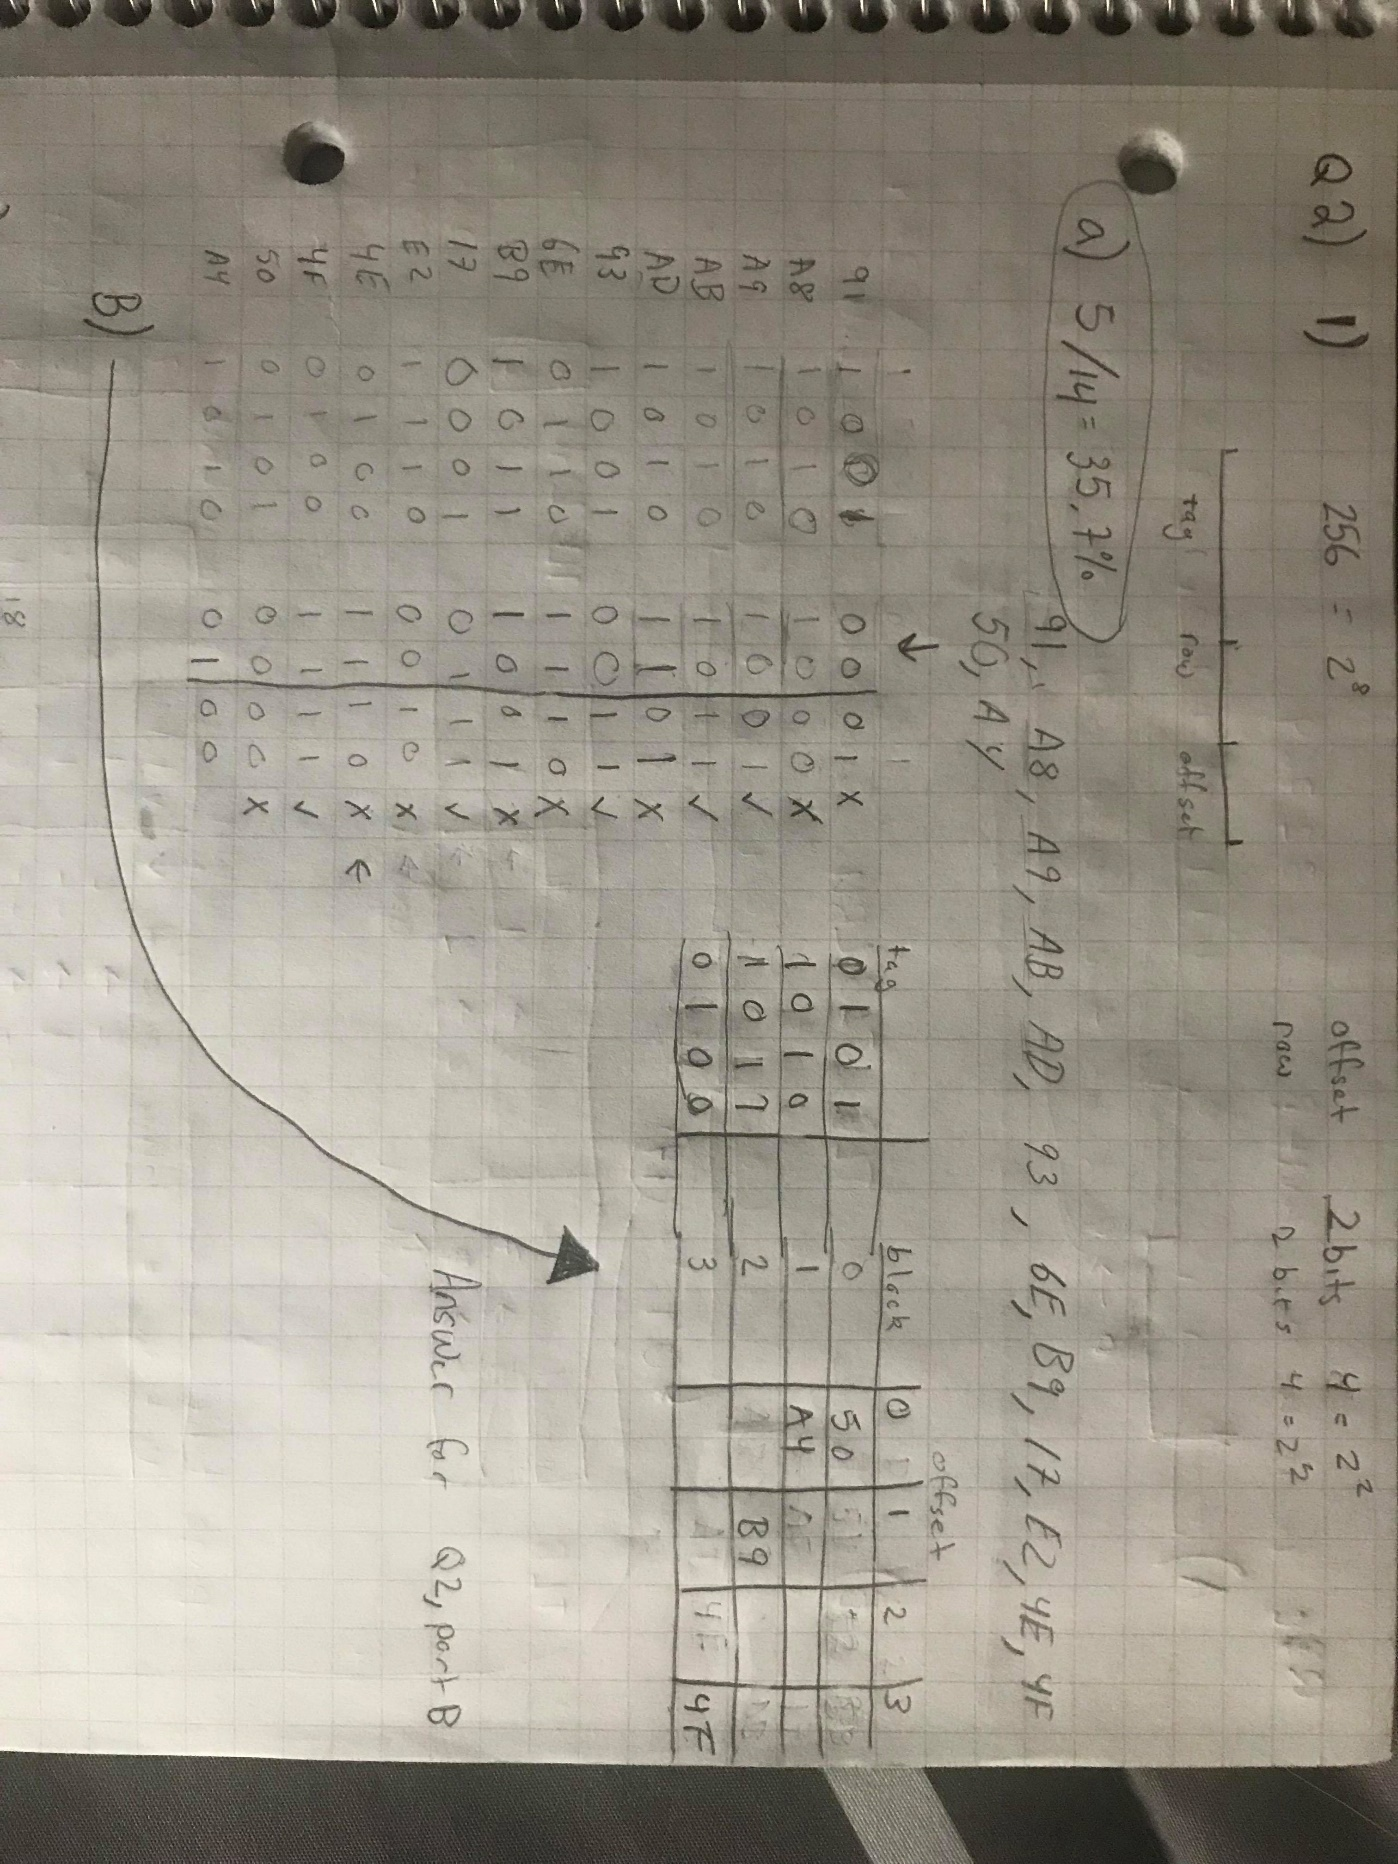 Q2) 1) 256 = 2⁸ offset 2bits 4 = 2²
row 2 bits 4 = 2²
tag row offset
a) 5/14 = 35.7%
91, A8, A9, AB, AD, 93, 6E, B9, 17, E2, 4E, 4F
50, A4
↓
91 1 0 0 1 0 0 0 1 x
A8 1 0 1 0 1 0 0 0 x
A9 1 0 1 0 1 0 0 1 ✓
AB 1 0 1 0 1 0 1 1 ✓
AD 1 0 1 0 1 1 0 1 x
93 1 0 0 1 0 0 1 1 ✓
6E 0 1 1 0 1 1 1 0 x
B9 1 0 1 1 1 0 0 1 x
17 0 0 0 1 0 1 1 1 ✓
E2 1 1 1 0 0 0 1 0 x
4E 0 1 0 0 1 1 1 0 x ←
4F 0 1 0 0 1 1 1 1 ✓
50 0 1 0 1 0 0 0 0 x
A4 1 0 1 0 0 1 0 0
offset
tag block 0 1 2 3
0 1 0 1 0 50
1 0 1 0 1 A4
1 0 1 1 2 B9
0 1 0 0 3 4E 4F
Answer for Q2, part B
B)
18